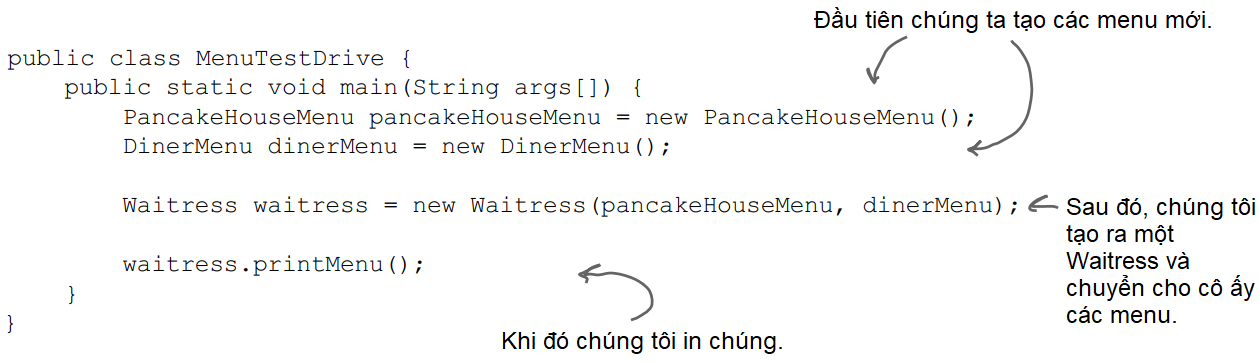 Đầu tiên chúng ta tạo các menu mới.
public class MenuTestDrive {
public static void main(String args[]) {
PancakeHouseMenu pancakeHouseMenu = new PancakeHouseMenu();
DinerMenu dinerMenu = new DinerMenu();
Waitress waitress = new Waitress(pancakeHouseMenu, dinerMenu);
Sau đó, chúng tôi
tạo ra một
Waitress và
chuyển cho cô ấy
các menu.
waitress.printMenu();
}
}
Khi đó chúng tôi in chúng.